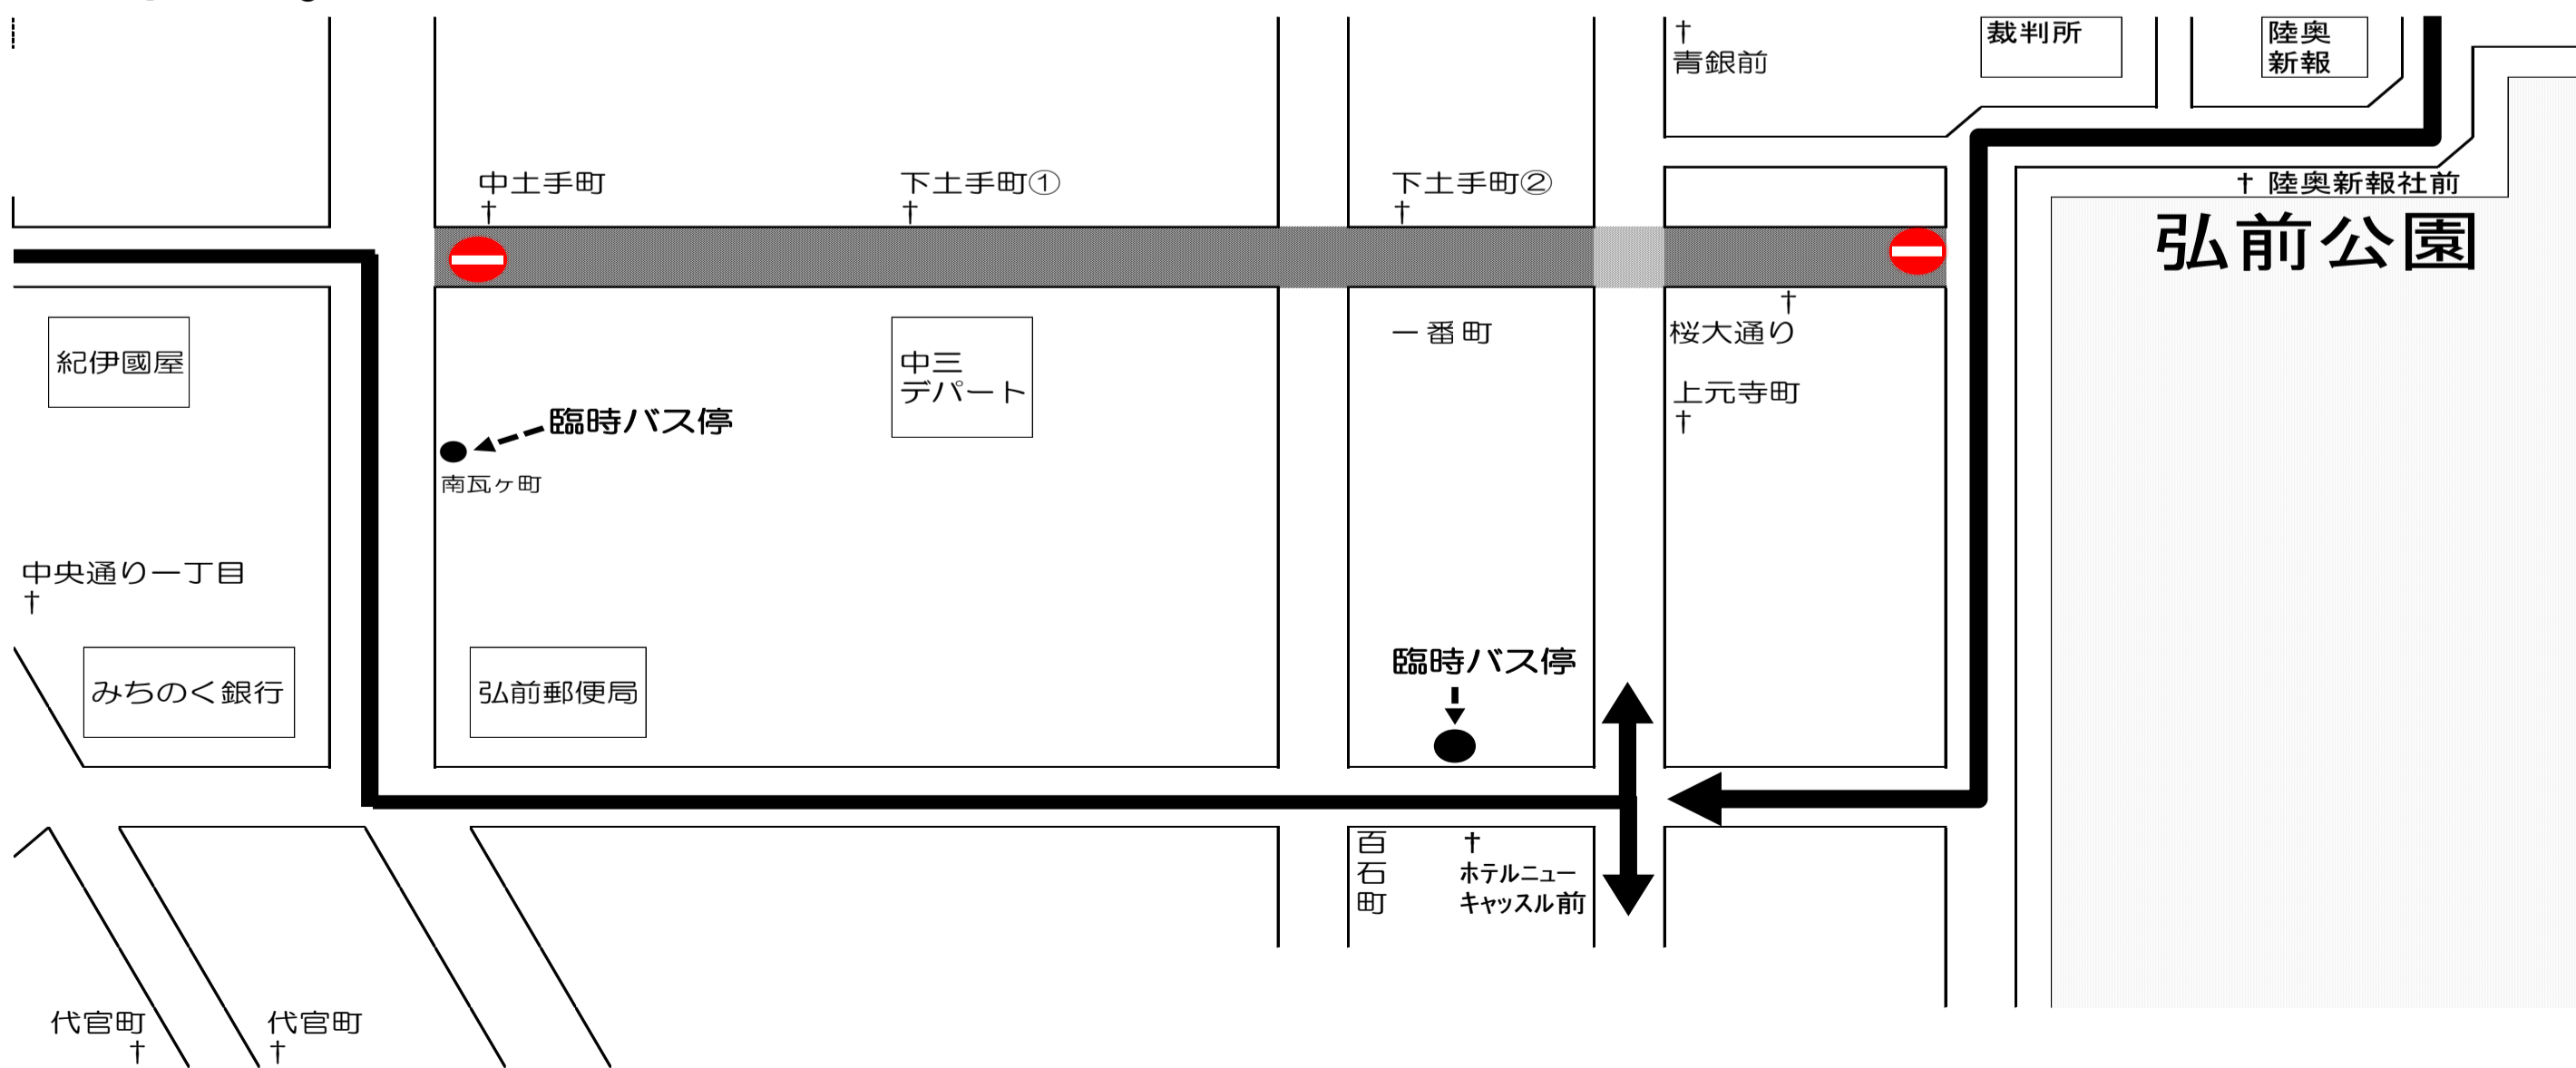 †
青銀前
裁判所
陸奥
新報
中土手町
†
下土手町①
†
下土手町②
†
† 陸奥新報社前
弘前公園
紀伊國屋
中三
デパート
一番町
†
桜大通り
上元寺町
†
臨時バス停
南瓦ヶ町
中央通り一丁目
†
みちのく銀行
弘前郵便局
臨時バス停
百
石
町
†
ホテルニュー
キャッスル前
代官町
†
代官町
†